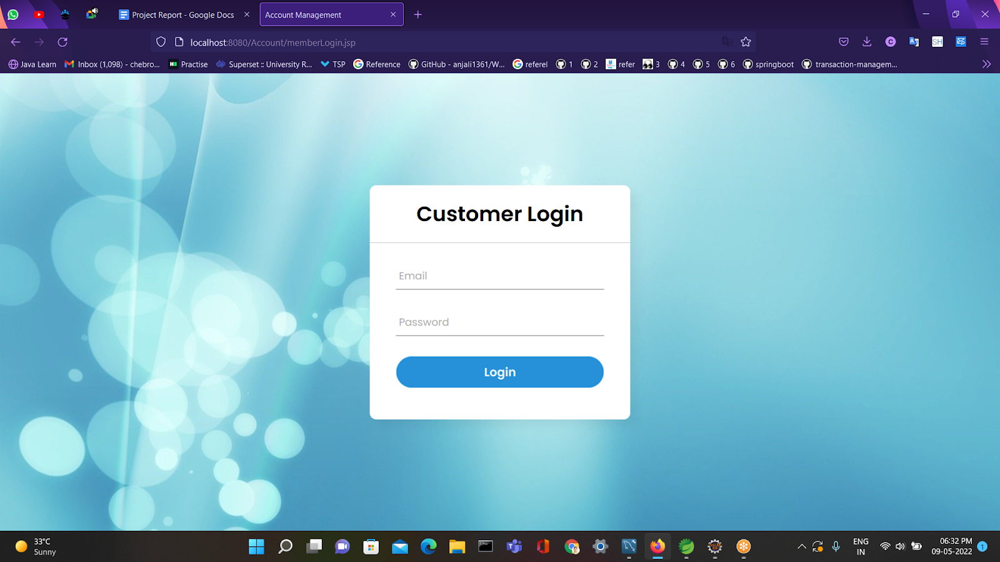 Project Report - Google Docs
Account Management
localhost:8080/Account/memberLogin.jsp
Java Learn
Inbox (1,098) - chebro...
Practise
Superset :: University R...
TSP
Reference
GitHub - anjali1361/W...
referel
1
2
refer
3
4
5
6
springboot
transaction-managem...
Customer Login
Email
Password
Login
33°C
Sunny
ENG
IN
06:32 PM
09-05-2022
1